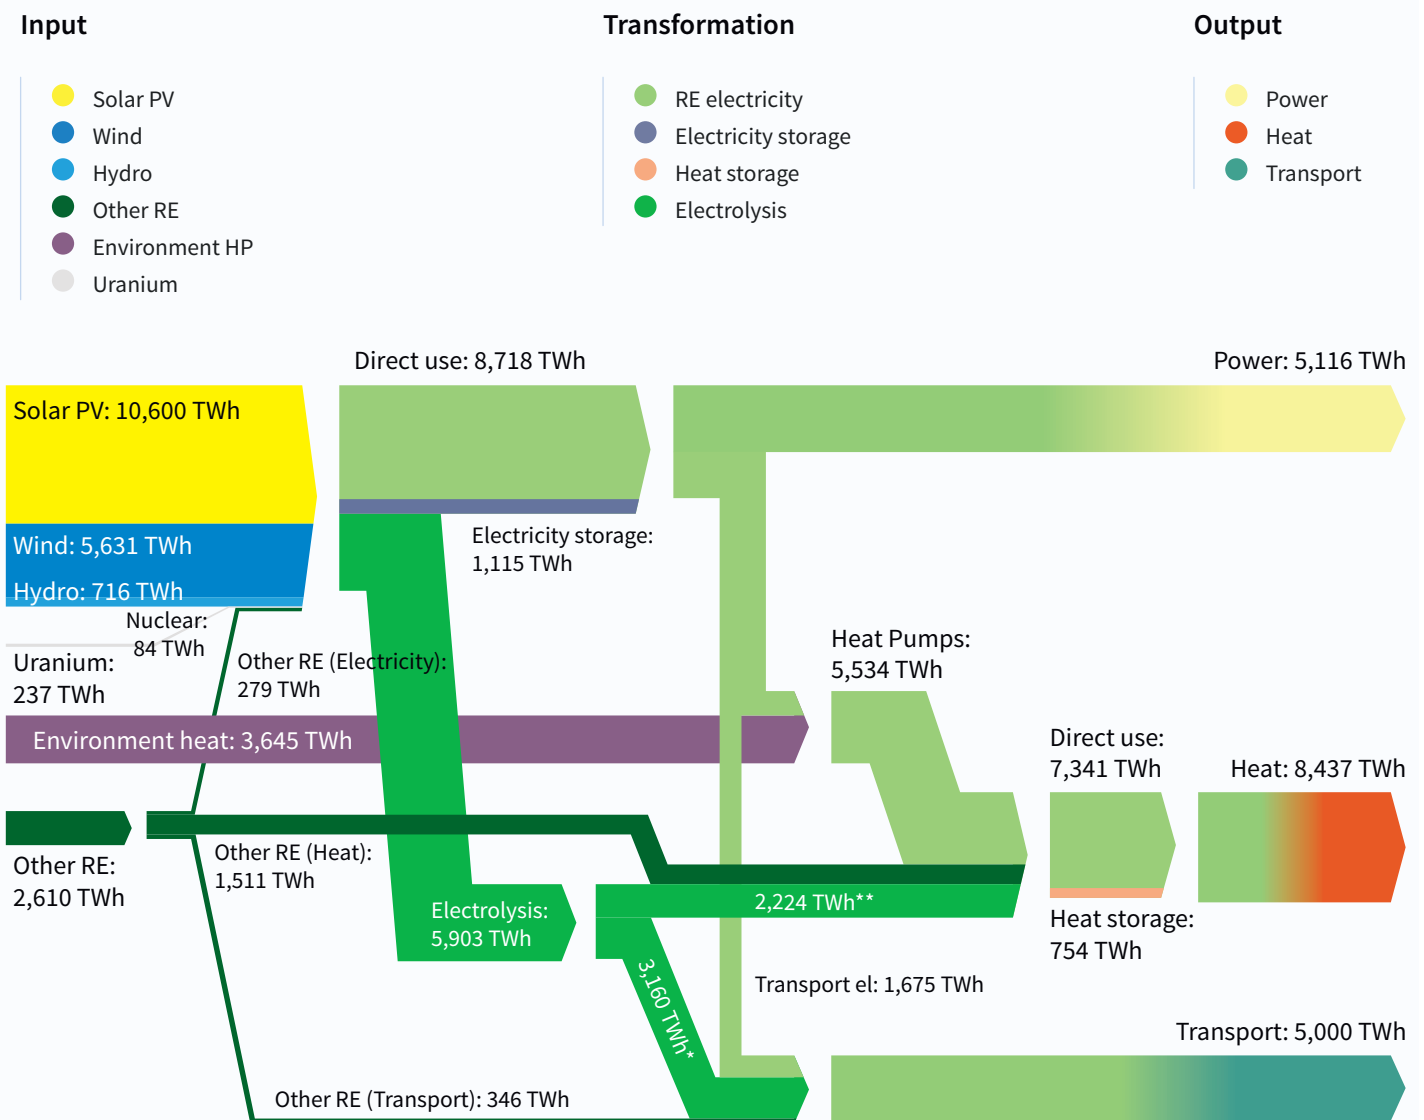 Input
Solar PV
Wind
Hydro
Other RE
Environment HP
Uranium
Transformation
RE electricity
Electricity storage
Heat storage
Electrolysis
Output
Power
Heat
Transport
Direct use: 8,718 TWh
Power: 5,116 TWh
Solar PV: 10,600 TWh
Wind: 5,631 TWh
Hydro: 716 TWh
Electricity storage:
1,115 TWh
Nuclear:
84 TWh
Uranium:
237 TWh
Other RE (Electricity):
279 TWh
Heat Pumps:
5,534 TWh
Environment heat: 3,645 TWh
Direct use:
7,341 TWh
Heat: 8,437 TWh
Other RE:
2,610 TWh
Other RE (Heat):
1,511 TWh
Electrolysis:
5,903 TWh
2,224 TWh**
Heat storage:
754 TWh
3,160 TWh*
Transport el: 1,675 TWh
Transport: 5,000 TWh
Other RE (Transport): 346 TWh